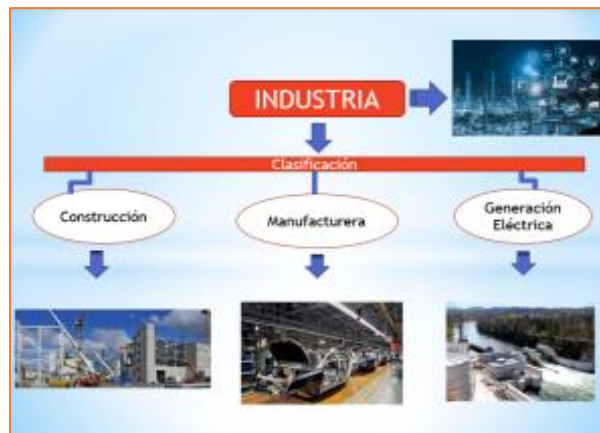 INDUSTRIA
Clasificación
Construcción
Manufacturera
Generación
Eléctrica